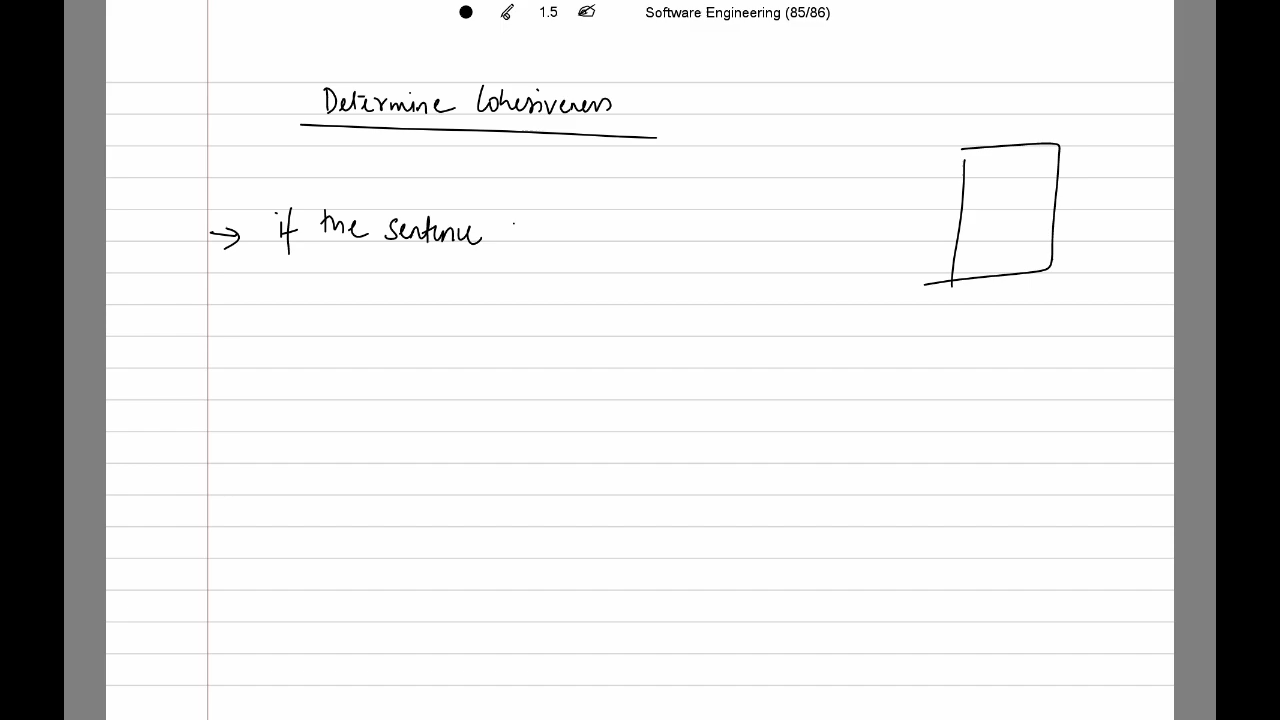 1.5 Software Engineering (85/86)
Determine Cohesiveness
→ if the sentence